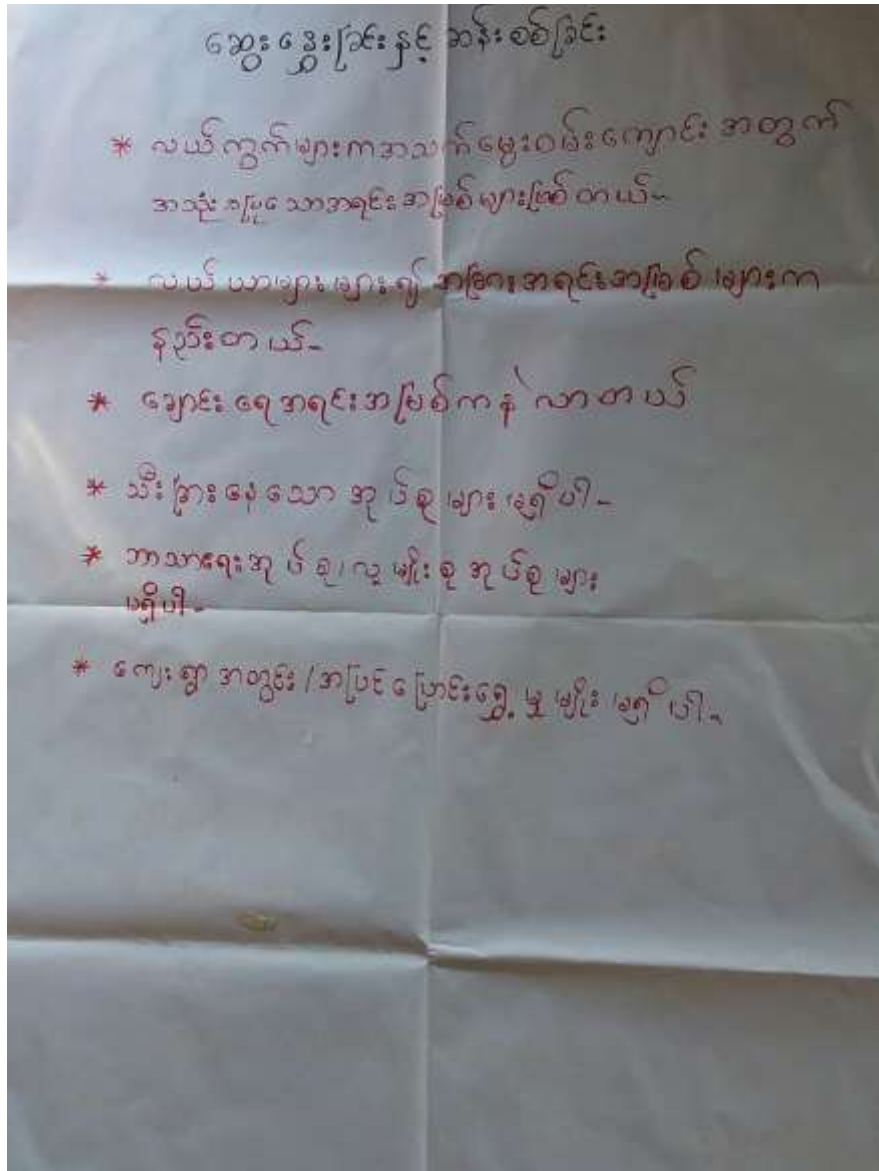 ဆွေးနွေးခြင်းနှင့် ဆန်းစစ်ခြင်း
* လယ်ကွက်များကအသက်မွေးဝမ်းကျောင်း အတွက်
အသုံးပြုသောအရင်းအမြစ်များဖြစ်တယ်-
* လယ်ယာများများ၍ အခြားအရင်းအမြစ်များက
နည်းတယ်-
* ချောင်းရေအရင်းအမြစ်ကနဲလာတယ်
* သီးခြားနေသောအုပ်စုများမရှိပါ-
* ဘာသာရေးအုပ်စု၊လူမျိုးစုအုပ်စုများ
မရှိပါ-
* ကျေးရွာအတွင်း/အပြင်ပြောင်းရွှေ့မှုမျိုးမရှိပါ-